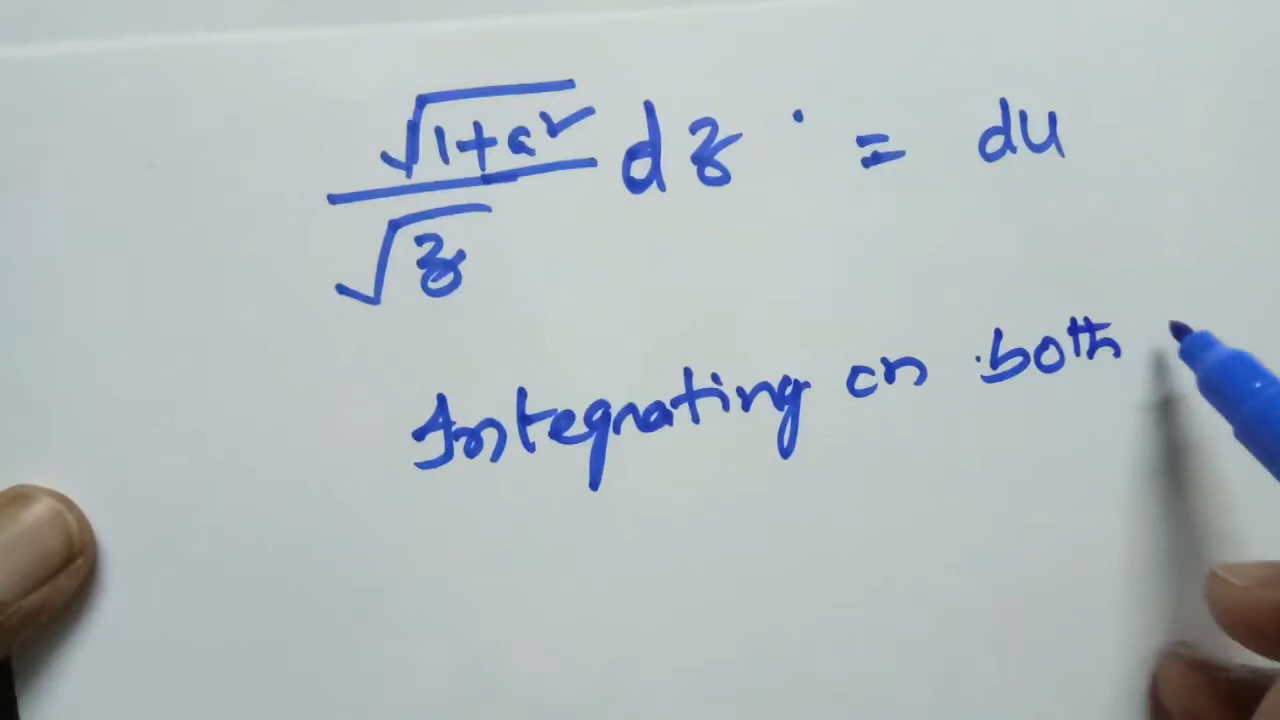 √(1+a²)/√z dz = du
Integrating on both